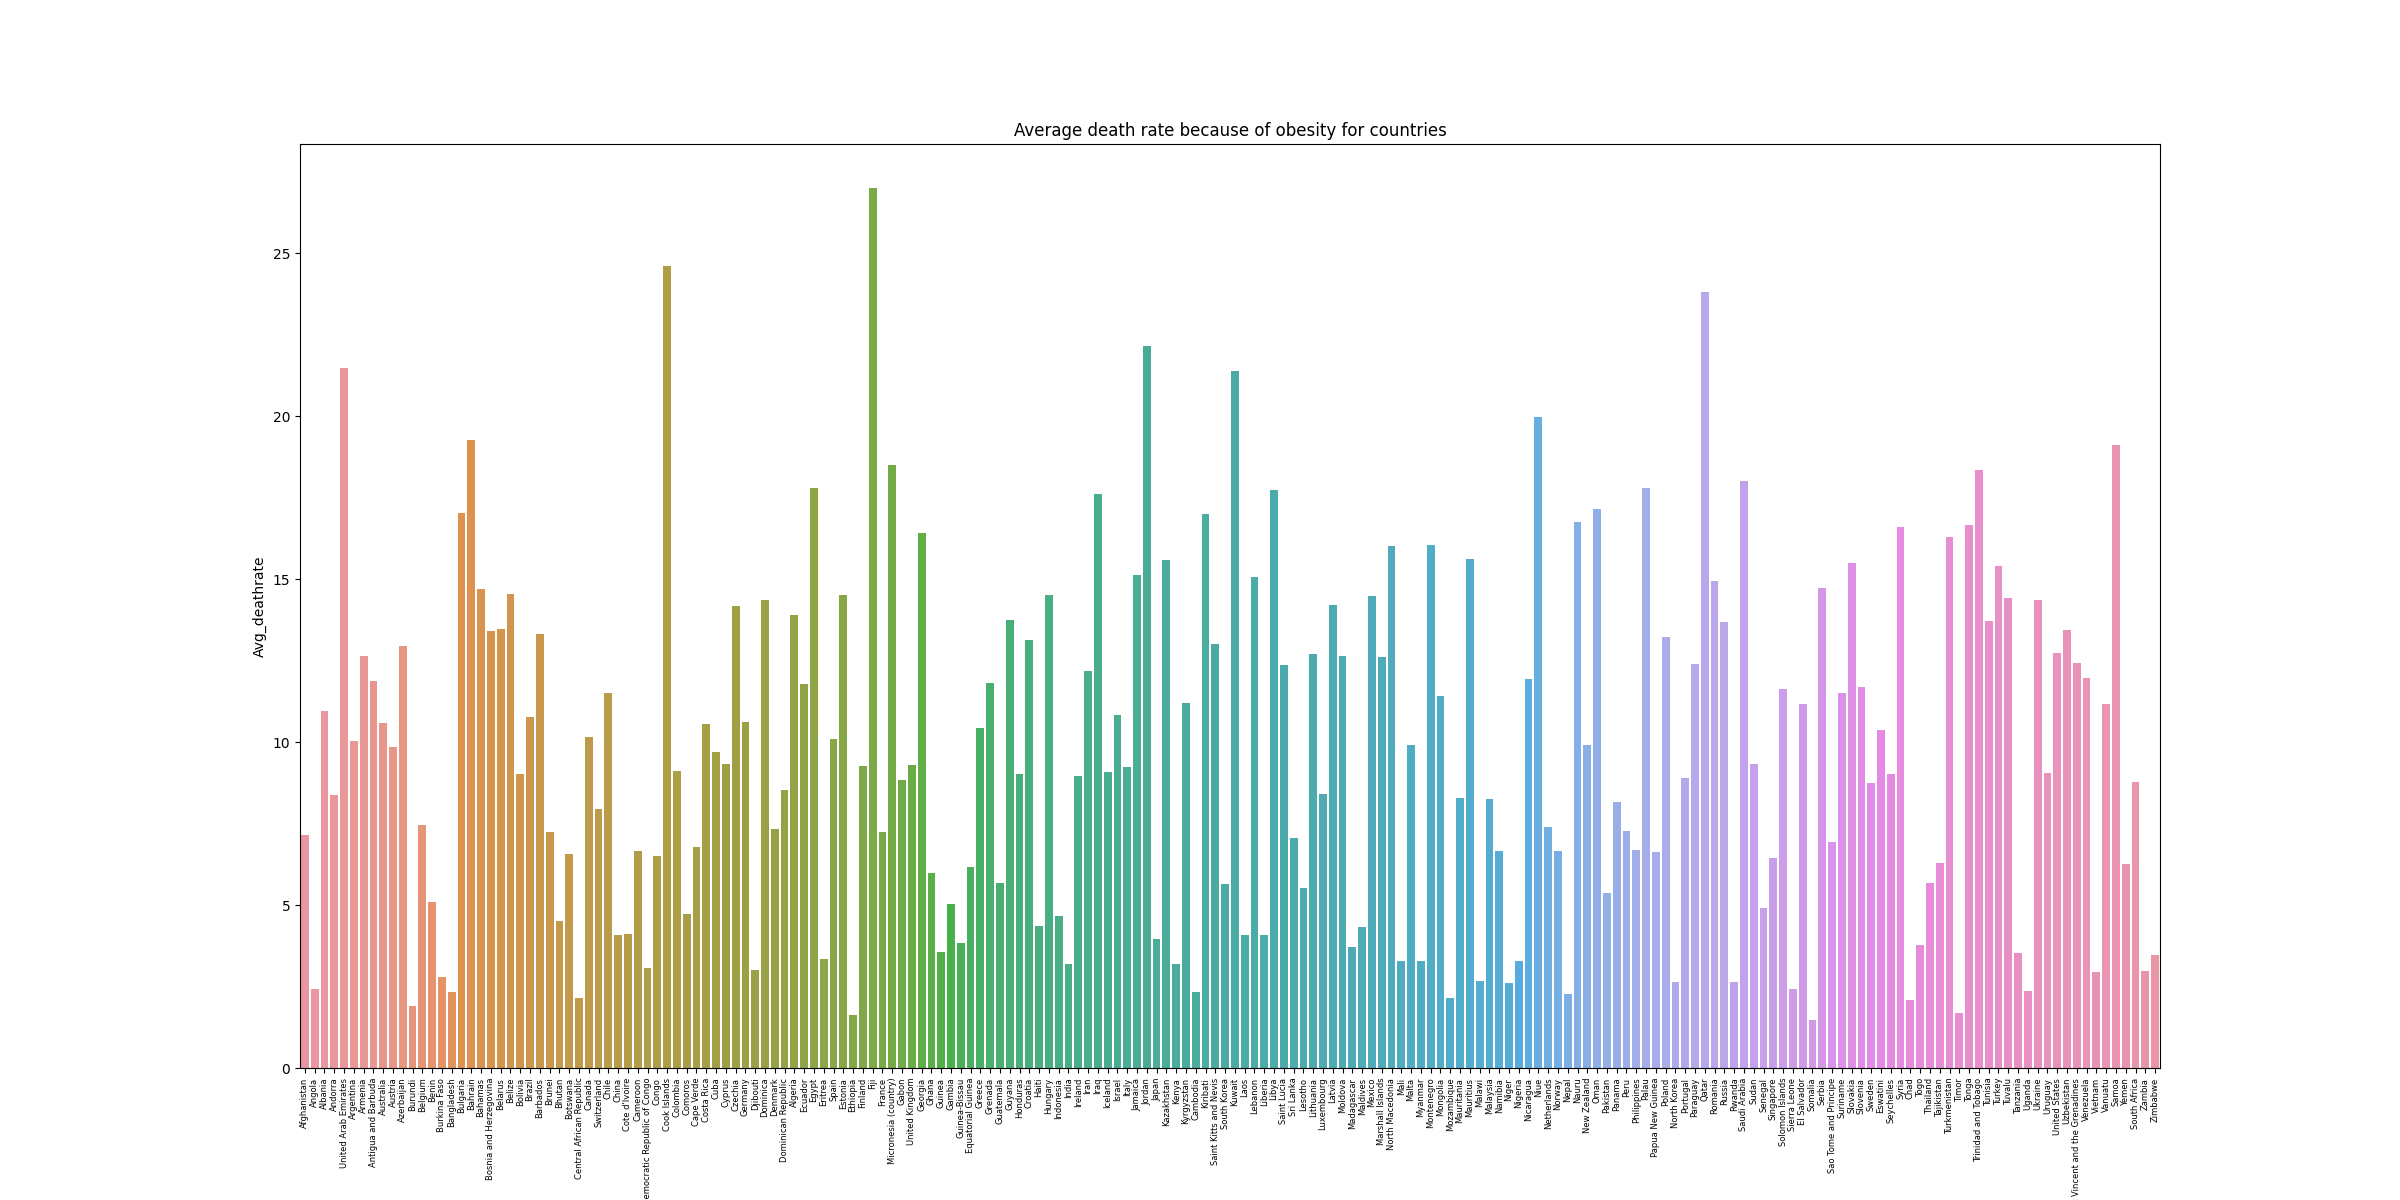 Average death rate because of obesity for countries
Avg_deathrate
25
20
15
10
5
0
Afghanistan
Angola
Albania
Andorra
United Arab Emirates
Argentina
Armenia
Antigua and Barbuda
Australia
Austria
Azerbaijan
Burundi
Belgium
Benin
Burkina Faso
Bangladesh
Bulgaria
Bahrain
Bahamas
Bosnia and Herzegovina
Belarus
Belize
Bolivia
Brazil
Barbados
Brunei
Bhutan
Botswana
Central African Republic
Canada
Switzerland
Chile
China
Cote d'Ivoire
Cameroon
emocratic Republic of Congo
Congo
Cook Islands
Colombia
Comoros
Cape Verde
Costa Rica
Cuba
Cyprus
Czechia
Germany
Djibouti
Dominica
Denmark
Dominican Republic
Algeria
Ecuador
Egypt
Eritrea
Spain
Estonia
Ethiopia
Finland
Fiji
France
Micronesia (country)
Gabon
United Kingdom
Georgia
Ghana
Guinea
Gambia
Guinea-Bissau
Equatorial Guinea
Greece
Grenada
Guatemala
Guyana
Honduras
Croatia
Haiti
Hungary
Indonesia
India
Ireland
Iran
Iraq
Iceland
Israel
Italy
Jamaica
Jordan
Japan
Kazakhstan
Kenya
Kyrgyzstan
Cambodia
Kiribati
Saint Kitts and Nevis
South Korea
Kuwait
Laos
Lebanon
Liberia
Libya
Saint Lucia
Sri Lanka
Lesotho
Lithuania
Luxembourg
Latvia
Moldova
Madagascar
Maldives
Mexico
Marshall Islands
North Macedonia
Mali
Malta
Myanmar
Montenegro
Mongolia
Mozambique
Mauritania
Mauritius
Malawi
Malaysia
Namibia
Niger
Nigeria
Nicaragua
Niue
Netherlands
Norway
Nepal
Nauru
New Zealand
Oman
Pakistan
Panama
Peru
Philippines
Palau
Papua New Guinea
Poland
North Korea
Portugal
Paraguay
Qatar
Romania
Russia
Rwanda
Saudi Arabia
Sudan
Senegal
Singapore
Solomon Islands
Sierra Leone
El Salvador
Somalia
Serbia
Sao Tome and Principe
Suriname
Slovakia
Slovenia
Sweden
Eswatini
Seychelles
Syria
Chad
Togo
Thailand
Tajikistan
Turkmenistan
Timor
Tonga
Trinidad and Tobago
Tunisia
Turkey
Tuvalu
Tanzania
Uganda
Ukraine
Uruguay
United States
Uzbekistan
Vincent and the Grenadines
Venezuela
Vietnam
Vanuatu
Samoa
Yemen
South Africa
Zambia
Zimbabwe